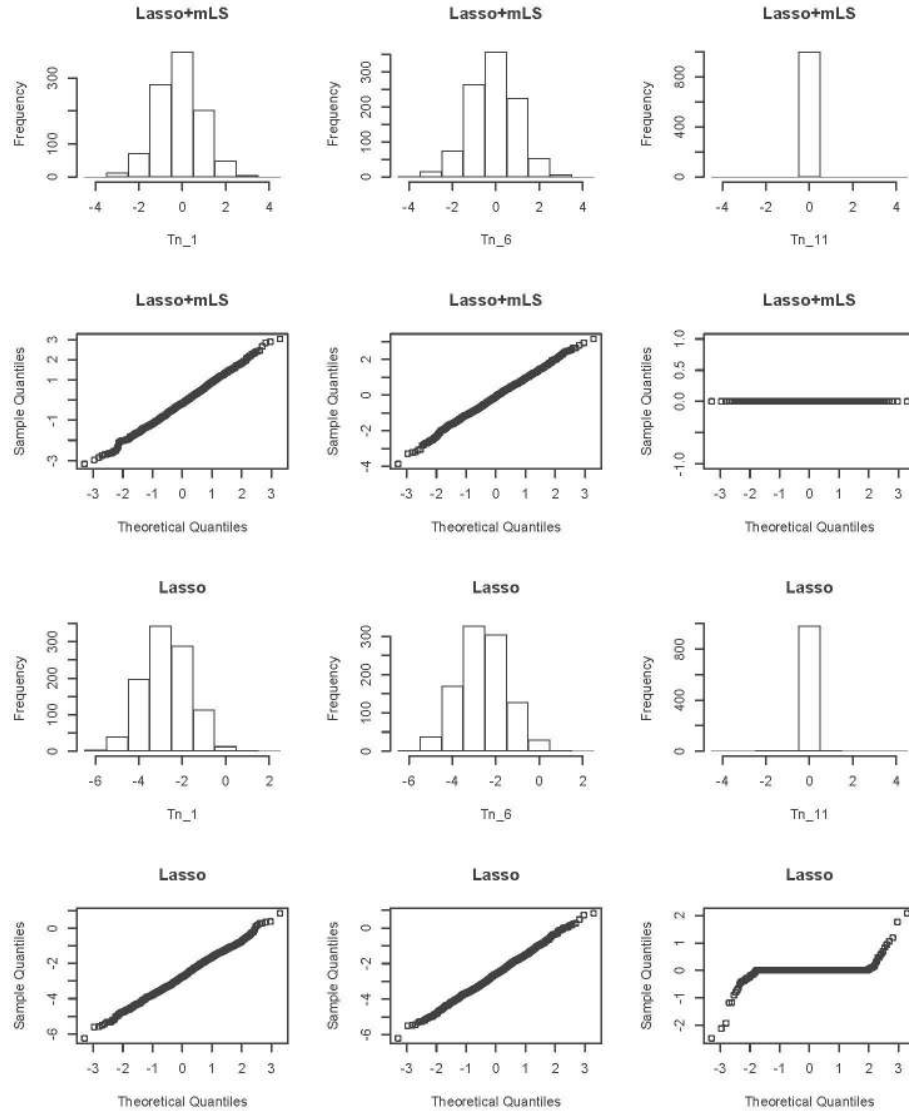 Lasso+mLS Lasso+mLS Lasso+mLS
Frequency
0 100 300
-4 -2 0 2 4
Tn_1
Frequency
0 100 300
-4 -2 0 2 4
Tn_6
Frequency
0 400 800
-4 -2 0 2 4
Tn_11
Lasso+mLS Lasso+mLS Lasso+mLS
Sample Quantiles
-3 -1 1 3
-3 -2 -1 0 1 2 3
Theoretical Quantiles
Sample Quantiles
-4 -2 0 2
-3 -2 -1 0 1 2 3
Theoretical Quantiles
Sample Quantiles
-1.0 0.0 0.5 1.0
-3 -2 -1 0 1 2 3
Theoretical Quantiles
Lasso Lasso Lasso
Frequency
0 100 300
-6 -4 -2 0 2
Tn_1
Frequency
0 100 300
-6 -4 -2 0 2
Tn_6
Frequency
0 400 800
-4 -2 0 2 4
Tn_11
Lasso Lasso Lasso
Sample Quantiles
-6 -4 -2 0
-3 -2 -1 0 1 2 3
Theoretical Quantiles
Sample Quantiles
-6 -4 -2 0
-3 -2 -1 0 1 2 3
Theoretical Quantiles
Sample Quantiles
-2 -1 0 1 2
-3 -2 -1 0 1 2 3
Theoretical Quantiles